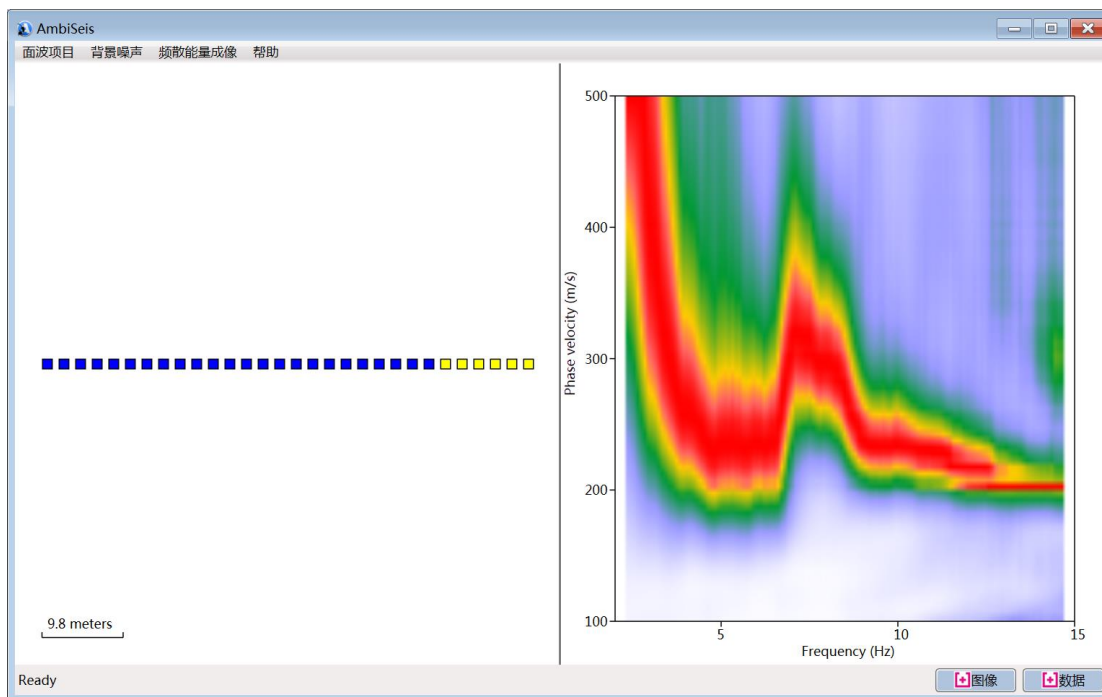 AmbiSeis
面波项目 背景噪声 频散能量成像 帮助
500
400
300
200
100
Phase velocity (m/s)
5
10
15
Frequency (Hz)
9.8 meters
Ready
图像
数据